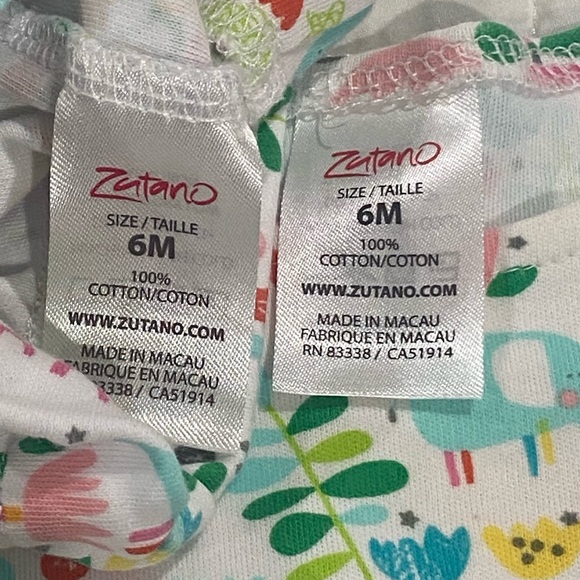 Zutano
SIZE / TAILLE
6M
100%
COTTON/COTON
WWW.ZUTANO.COM
MADE IN MACAU
FABRIQUE EN MACAU
3338 / CA51914
Zutano
SIZE / TAILLE
6M
100%
COTTON/COTON
WWW.ZUTANO.COM
MADE IN MACAU
FABRIQUE EN MACAU
RN 83338 / CA51914